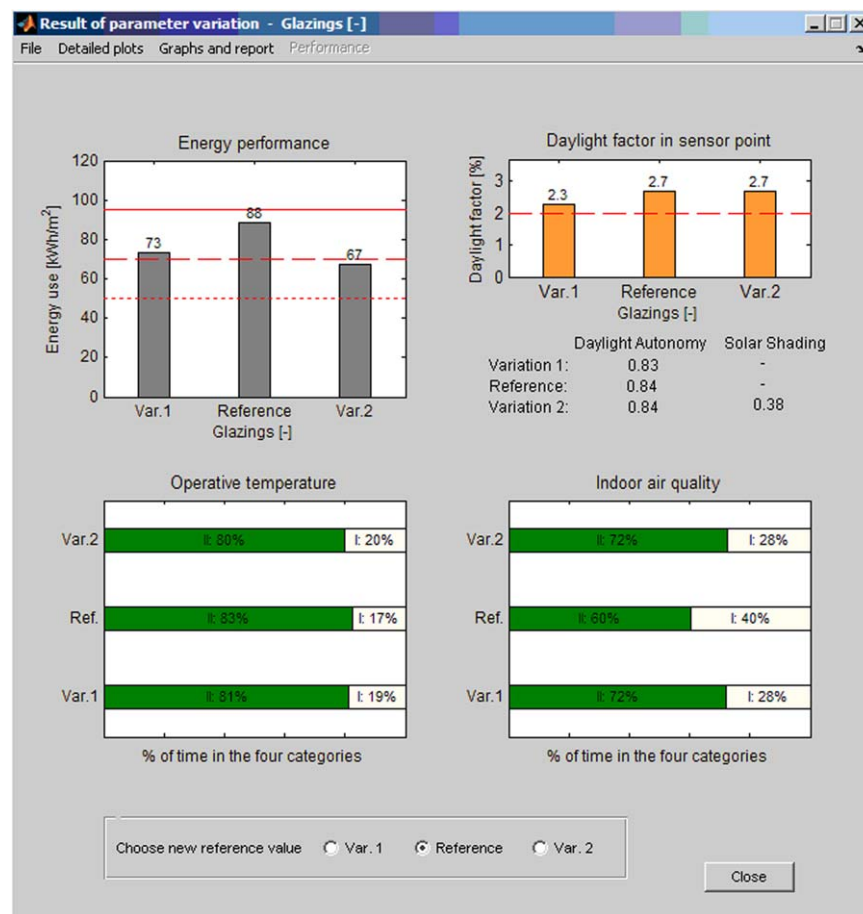 Result of parameter variation - Glazings [-]
File Detailed plots Graphs and report Performance
Energy performance
Energy use [kWh/m²]
120
100
80
60
40
20
0
73
88
67
Var.1 Reference Var.2
Glazings [-]
Daylight factor in sensor point
Daylight factor [%]
3
2
1
0
2.3
2.7
2.7
Var.1 Reference Var.2
Glazings [-]
Daylight Autonomy Solar Shading
Variation 1: 0.83 -
Reference: 0.84 -
Variation 2: 0.84 0.38
Operative temperature
Var.2 II: 80% I: 20%
Ref. II: 83% I: 17%
Var.1 II: 81% I: 19%
% of time in the four categories
Indoor air quality
Var.2 II: 72% I: 28%
Ref. II: 60% I: 40%
Var.1 II: 72% I: 28%
% of time in the four categories
Choose new reference value Var. 1 Reference Var. 2
Close